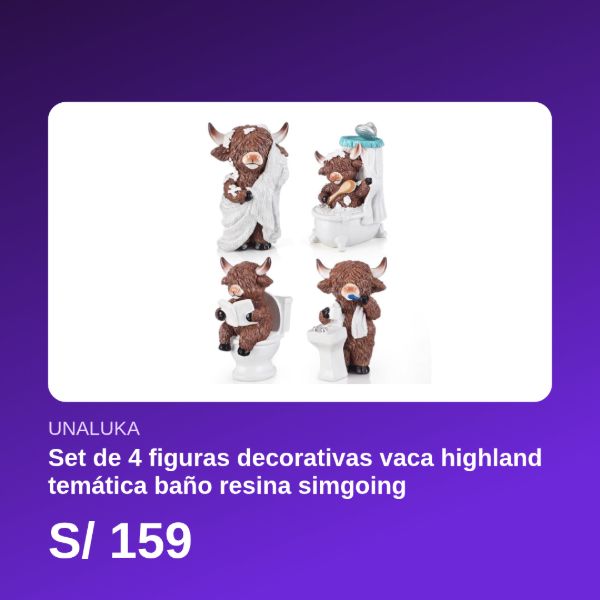 UNALUKA
Set de 4 figuras decorativas vaca highland
temática baño resina simgoing
S/ 159